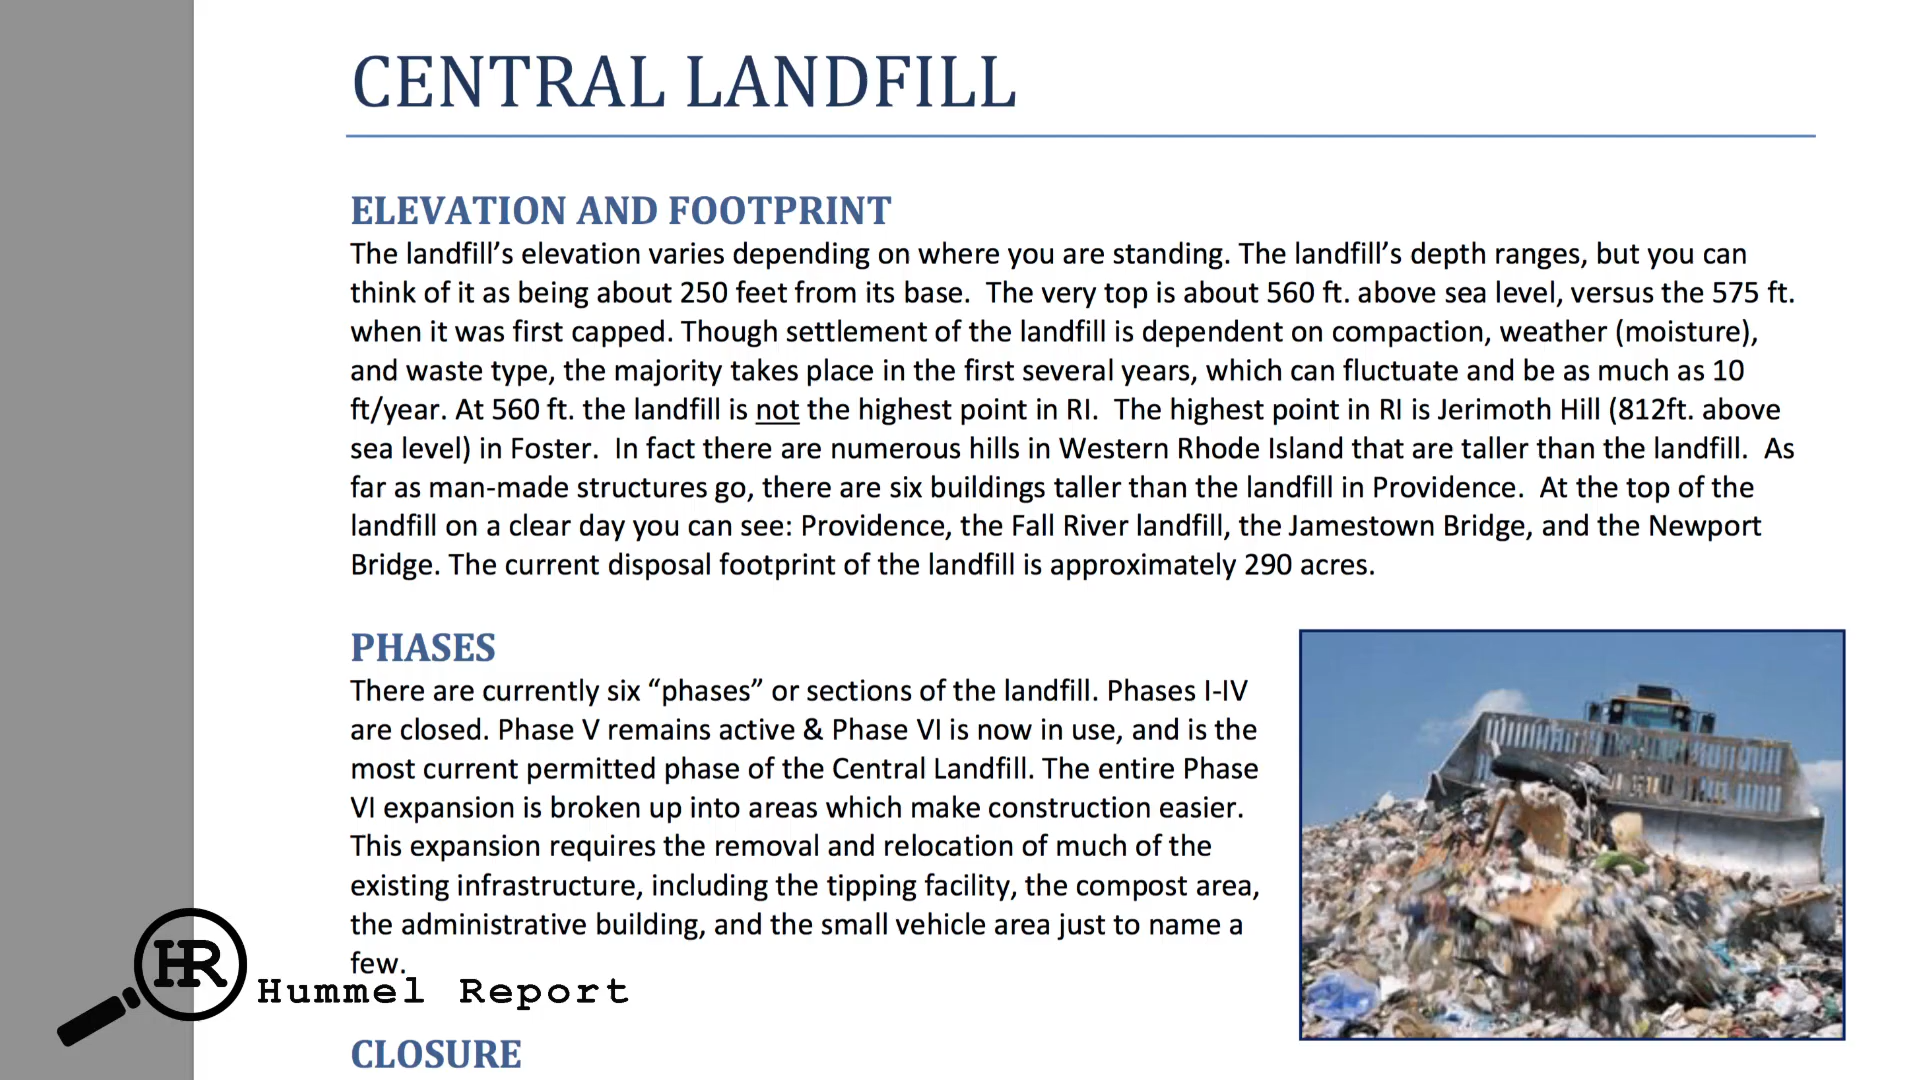 CENTRAL LANDFILL
ELEVATION AND FOOTPRINT
The landfill’s elevation varies depending on where you are standing. The landfill’s depth ranges, but you can
think of it as being about 250 feet from its base.  The very top is about 560 ft. above sea level, versus the 575 ft.
when it was first capped. Though settlement of the landfill is dependent on compaction, weather (moisture),
and waste type, the majority takes place in the first several years, which can fluctuate and be as much as 10
ft/year. At 560 ft. the landfill is not the highest point in RI.  The highest point in RI is Jerimoth Hill (812ft. above
sea level) in Foster.  In fact there are numerous hills in Western Rhode Island that are taller than the landfill.  As
far as man-made structures go, there are six buildings taller than the landfill in Providence.  At the top of the
landfill on a clear day you can see: Providence, the Fall River landfill, the Jamestown Bridge, and the Newport
Bridge. The current disposal footprint of the landfill is approximately 290 acres.
PHASES
There are currently six “phases” or sections of the landfill. Phases I-IV
are closed. Phase V remains active & Phase VI is now in use, and is the
most current permitted phase of the Central Landfill. The entire Phase
VI expansion is broken up into areas which make construction easier.
This expansion requires the removal and relocation of much of the
existing infrastructure, including the tipping facility, the compost area,
the administrative building, and the small vehicle area just to name a
few.
HR
Hummel Report
CLOSURE